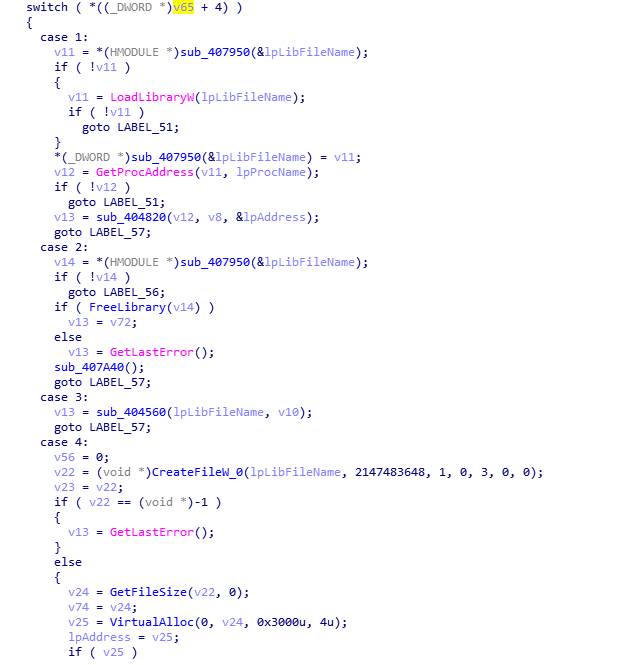 switch ( *((_DWORD *)v65 + 4) )
{
case 1:
v11 = *(HMODULE *)sub_407950(&lpLibFileName);
if ( !v11 )
{
v11 = LoadLibraryW(lpLibFileName);
if ( !v11 )
goto LABEL_51;
}
*(_DWORD *)sub_407950(&lpLibFileName) = v11;
v12 = GetProcAddress(v11, lpProcName);
if ( !v12 )
goto LABEL_51;
v13 = sub_404820(v12, v8, &lpAddress);
goto LABEL_57;
case 2:
v14 = *(HMODULE *)sub_407950(&lpLibFileName);
if ( !v14 )
goto LABEL_56;
if ( FreeLibrary(v14) )
v13 = v72;
else
v13 = GetLastError();
sub_407A40();
goto LABEL_57;
case 3:
v13 = sub_404560(lpLibFileName, v10);
goto LABEL_57;
case 4:
v56 = 0;
v22 = (void *)CreateFileW_0(lpLibFileName, 2147483648, 1, 0, 3, 0, 0);
v23 = v22;
if ( v22 == (void *)-1 )
{
v13 = GetLastError();
}
else
{
v24 = GetFileSize(v22, 0);
v74 = v24;
v25 = VirtualAlloc(0, v24, 0x3000u, 4u);
lpAddress = v25;
if ( v25 )